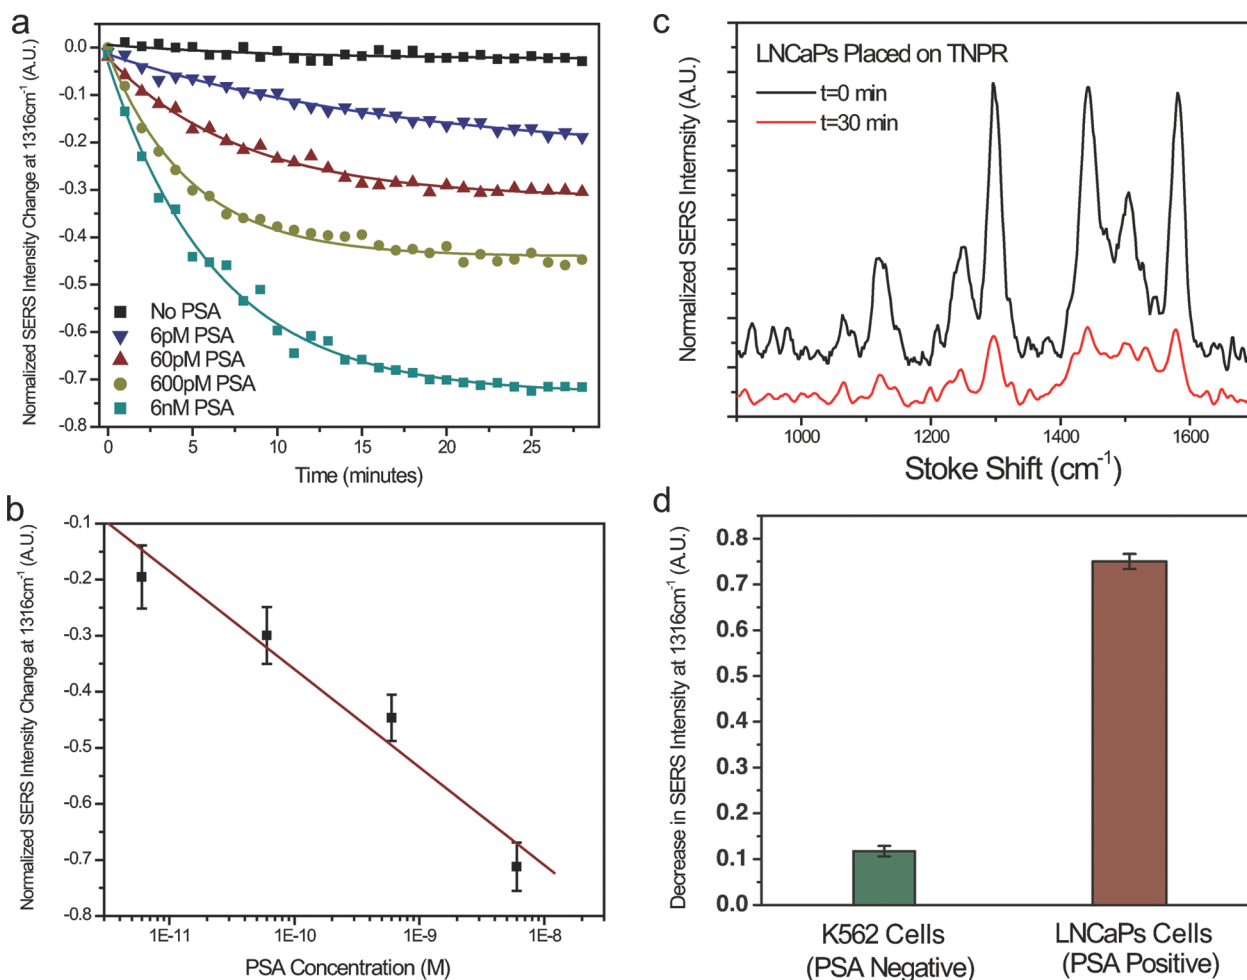 a
Normalized SERS Intensity Change at 1316cm⁻¹ (A.U.)
0.0
-0.1
-0.2
-0.3
-0.4
-0.5
-0.6
-0.7
-0.8
No PSA
6pM PSA
60pM PSA
600pM PSA
6nM PSA
0 5 10 15 20 25
Time (minutes)
b
Normalized SERS Intensity Change at 1316cm⁻¹ (A.U.)
-0.1
-0.2
-0.3
-0.4
-0.5
-0.6
-0.7
-0.8
1E-11 1E-10 1E-9 1E-8
PSA Concentration (M)
c
Normalized SERS Intensity (A.U.)
LNCaPs Placed on TNPR
t=0 min
t=30 min
1000 1200 1400 1600
Stoke Shift (cm⁻¹)
d
Decrease in SERS Intensity at 1316cm⁻¹ (A.U.)
0.8
0.7
0.6
0.5
0.4
0.3
0.2
0.1
0.0
K562 Cells
(PSA Negative)
LNCaPs Cells
(PSA Positive)